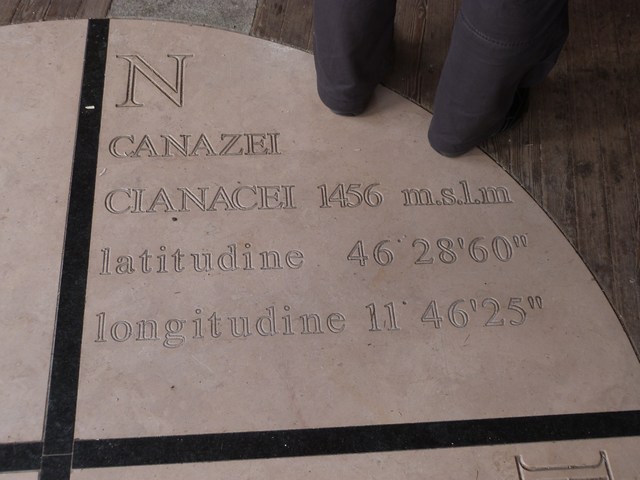 N
CANAZEI
CIANACEI 1456 m.s.l.m
latitudine 46° 28'60"
longitudine 11° 46'25"
E